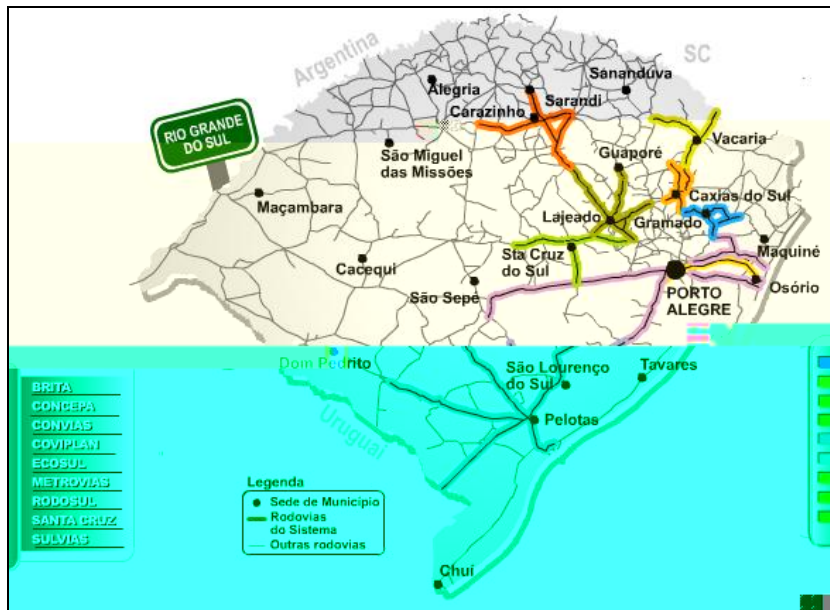 Argentina
SC
Sananduva
Alegria
Sarandi
Carazinho
RIO GRANDE
DO SUL
Vacaria
Guaporé
São Miguel
das Missões
Maçambara
Caxias do Sul
Lajeado
Gramado
Maquiné
Sta Cruz
do Sul
Cacequi
São Sepé
Osório
PORTO
ALEGRE
Dom Pedrito
São Lourenço
do Sul
Tavares
BRITA
CONCEPA
CONVIAS
COVIPLAN
ECOSUL
METROVIAS
RODOSUL
SANTA CRUZ
SULVIAS
Uruguai
Pelotas
Legenda
Sede de Município
Rodovias
do Sistema
Outras rodovias
Chuí